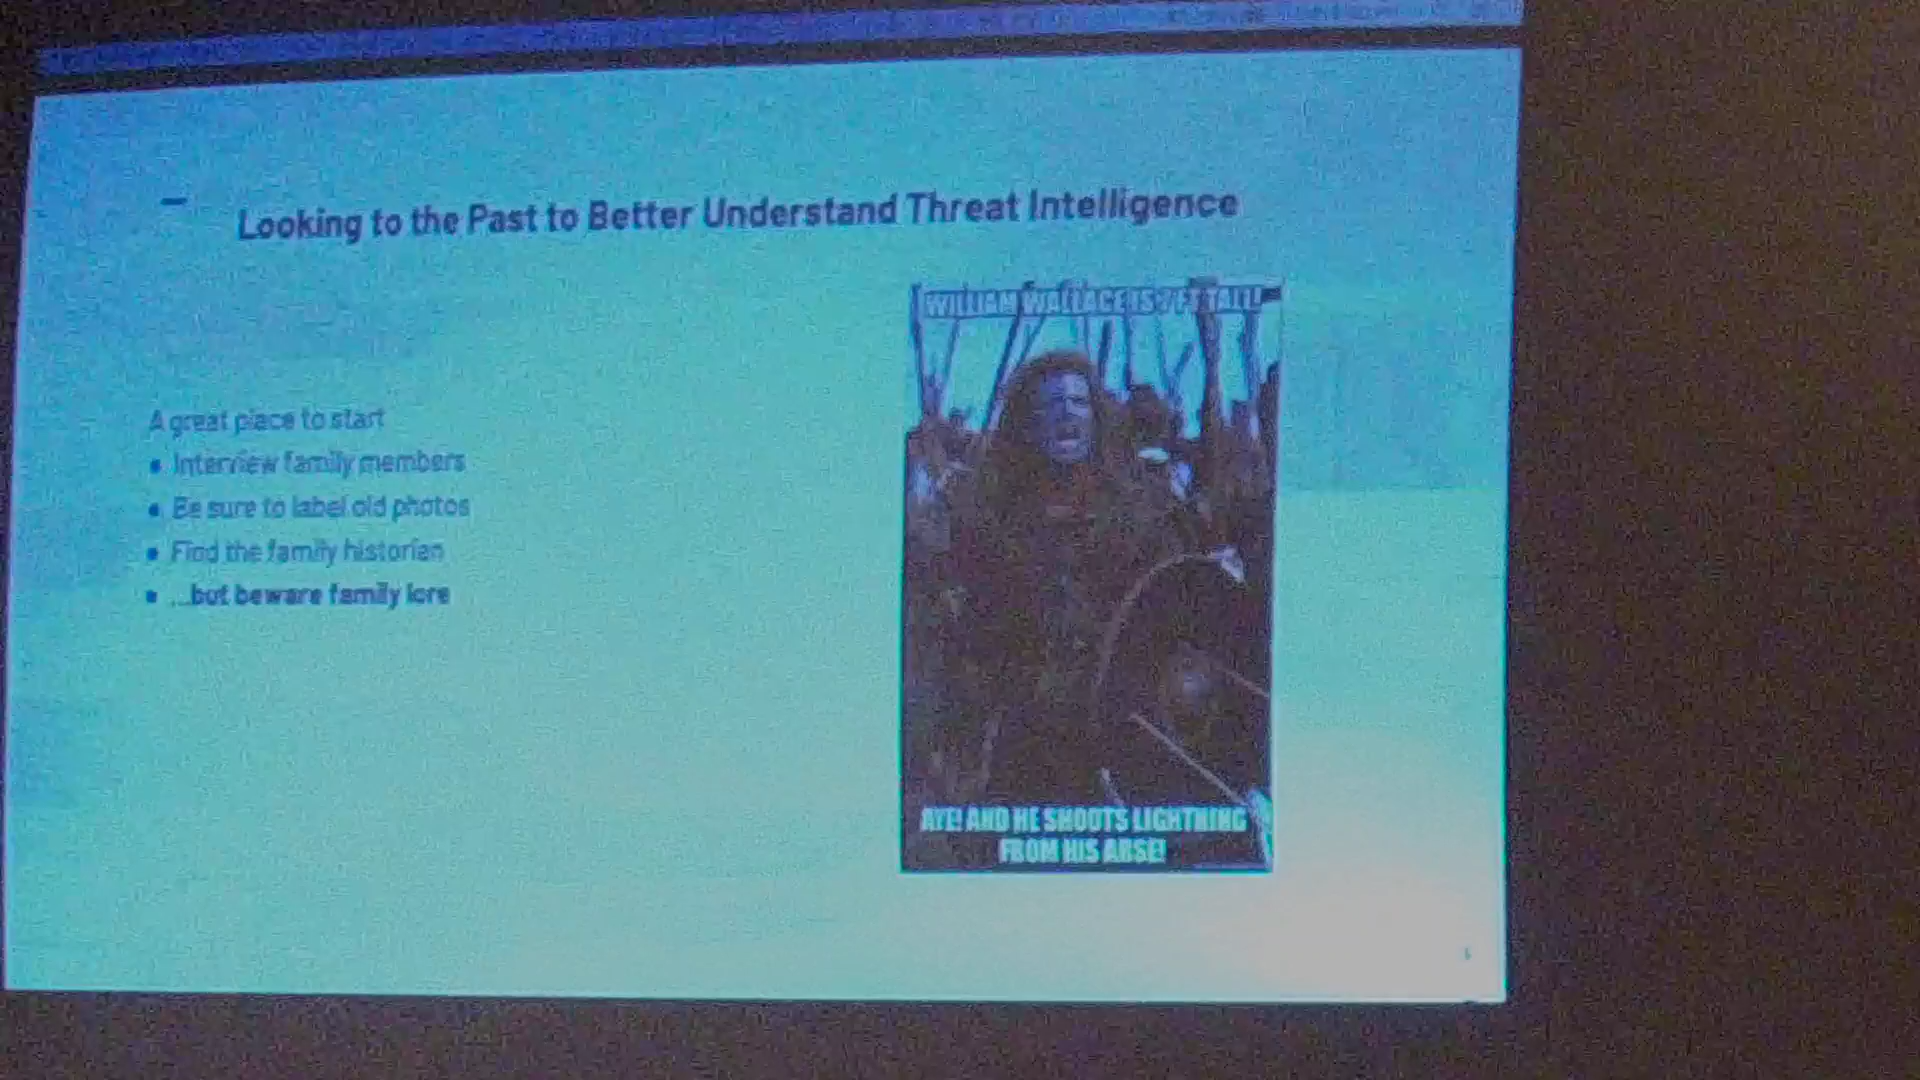 Looking to the Past to Better Understand Threat Intelligence
A great place to start
• Interview family members
• Be sure to label old photos
• Find the family historian
• ...but beware family lore
WILLIAM WALLACE IS 7 FT TALL!
AYE! AND HE SHOOTS LIGHTNING
FROM HIS ARSE!